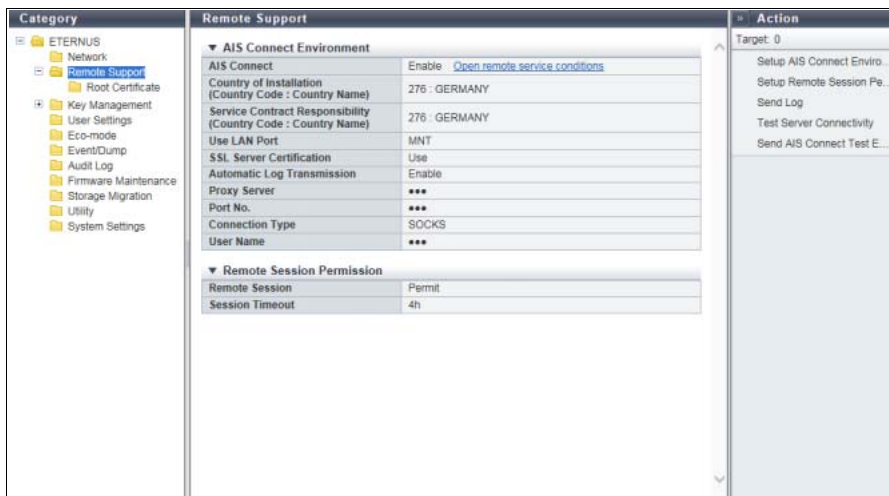 Category
ETERNUS
Network
Remote Support
Root Certificate
Key Management
User Settings
Eco-mode
Event/Dump
Audit Log
Firmware Maintenance
Storage Migration
Utility
System Settings
Remote Support
▼ AIS Connect Environment
AIS Connect Enable Open remote service conditions
Country of Installation
(Country Code : Country Name) 276 : GERMANY
Service Contract Responsibility
(Country Code : Country Name) 276 : GERMANY
Use LAN Port MNT
SSL Server Certification Use
Automatic Log Transmission Enable
Proxy Server •••
Port No. •••
Connection Type SOCKS
User Name •••
▼ Remote Session Permission
Remote Session Permit
Session Timeout 4h
» Action
Target: 0
Setup AIS Connect Enviro...
Setup Remote Session Pe...
Send Log
Test Server Connectivity
Send AIS Connect Test E...